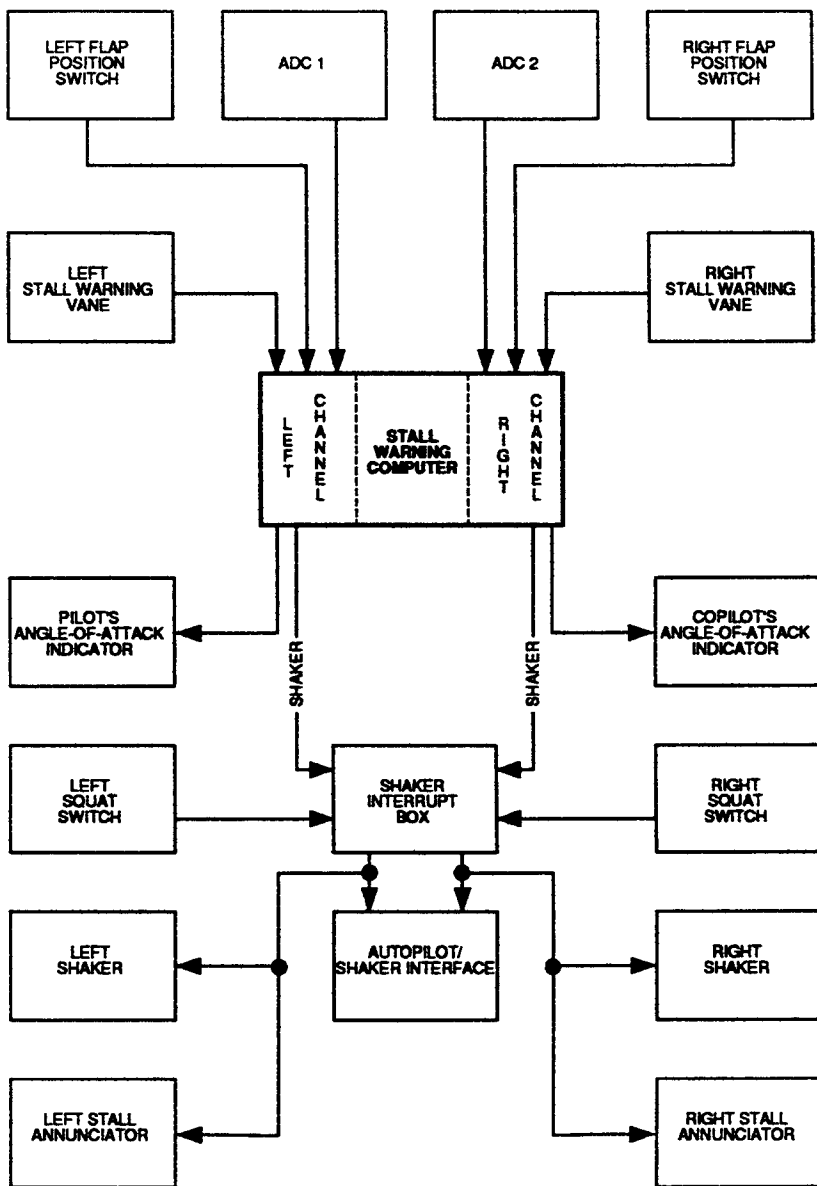 LEFT FLAP
POSITION
SWITCH
ADC 1
ADC 2
RIGHT FLAP
POSITION
SWITCH
LEFT
STALL WARNING
VANE
RIGHT
STALL WARNING
VANE
LEFT
CHANNEL
STALL
WARNING
COMPUTER
RIGHT
CHANNEL
PILOT'S
ANGLE-OF-ATTACK
INDICATOR
SHAKER
SHAKER
COPILOT'S
ANGLE-OF-ATTACK
INDICATOR
LEFT
SQUAT
SWITCH
SHAKER
INTERRUPT
BOX
RIGHT
SQUAT
SWITCH
LEFT
SHAKER
AUTOPILOT/
SHAKER INTERFACE
RIGHT
SHAKER
LEFT STALL
ANNUNCIATOR
RIGHT STALL
ANNUNCIATOR